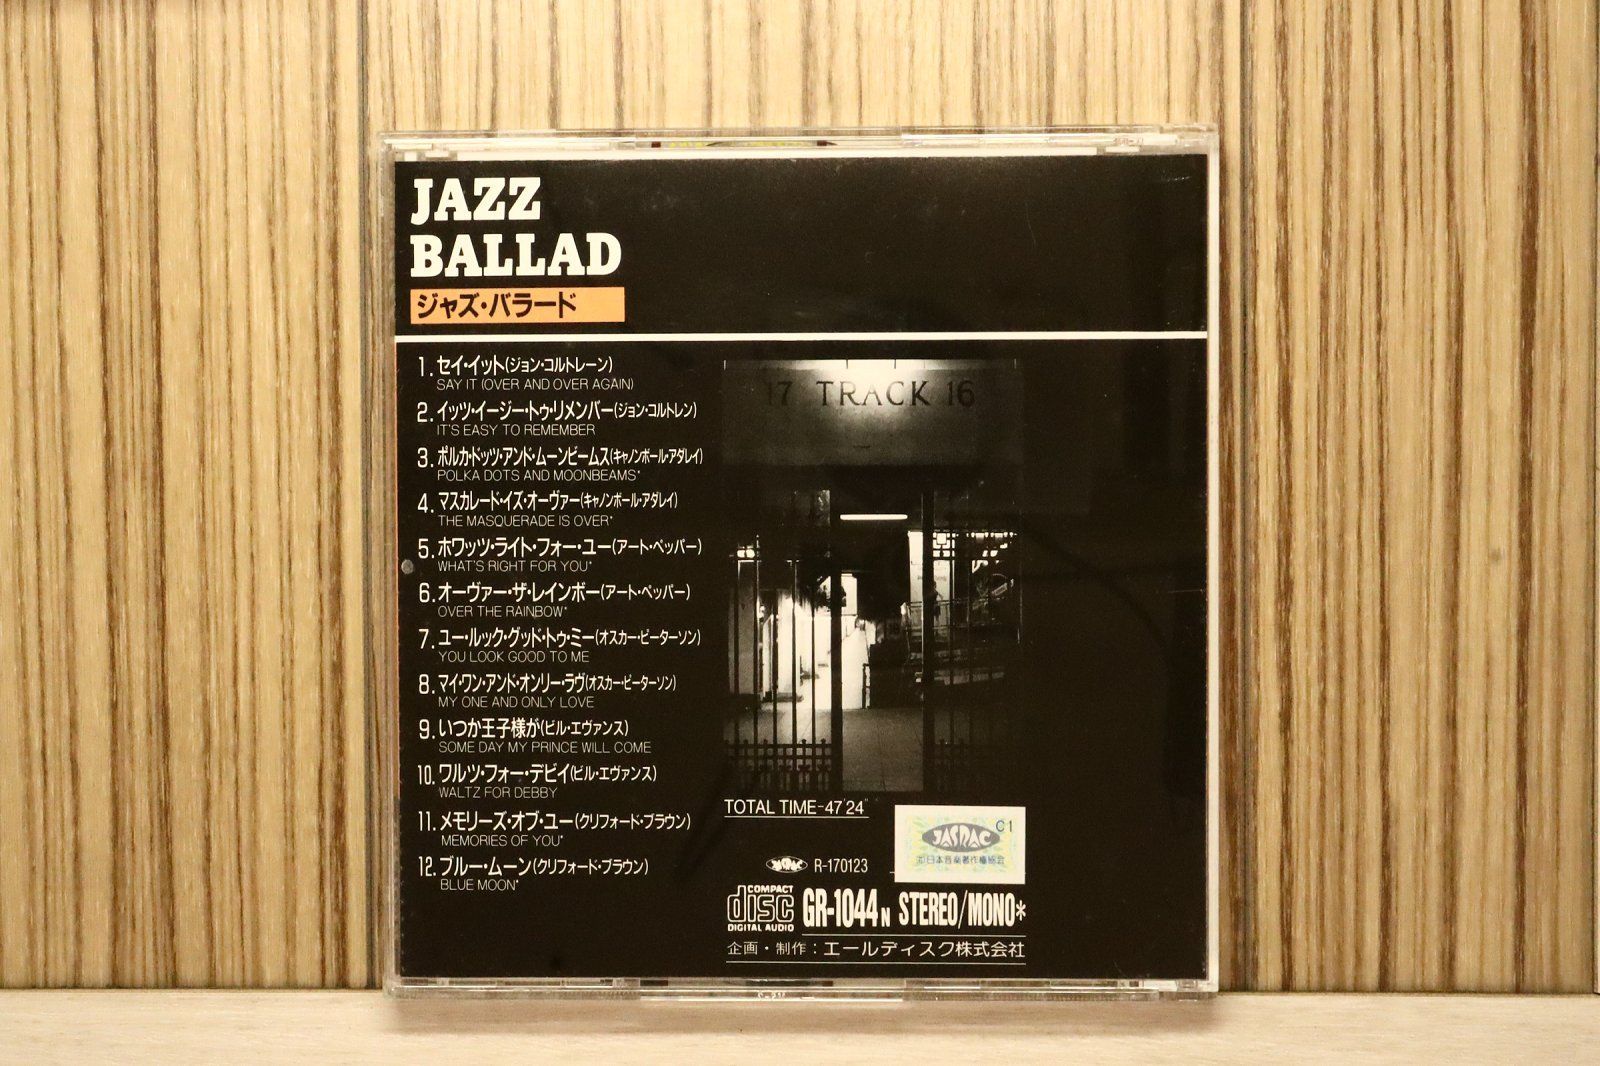 JAZZ
BALLAD
ジャズ・バラード
1. セイ・イット(ジョン・コルトレーン)
SAY IT (OVER AND OVER AGAIN)
2. イッツ・イージー・トゥ・リメンバー(ジョン・コルトレン)
IT'S EASY TO REMEMBER
3. ポルカ・ドッツ・アンド・ムーンビームス(キャノンボール・アダレイ)
POLKA DOTS AND MOONBEAMS*
4. マスカレード・イズ・オーヴァー(キャノンボール・アダレイ)
THE MASQUERADE IS OVER*
5. ホワッツ・ライト・フォー・ユー(アート・ペッパー)
WHAT'S RIGHT FOR YOU*
6. オーヴァー・ザ・レインボー(アート・ペッパー)
OVER THE RAINBOW*
7. ユー・ルック・グッド・トゥ・ミー(オスカー・ピーターソン)
YOU LOOK GOOD TO ME
8. マイ・ワン・アンド・オンリー・ラヴ(オスカー・ピーターソン)
MY ONE AND ONLY LOVE
9. いつか王子様が(ビル・エヴァンス)
SOME DAY MY PRINCE WILL COME
10. ワルツ・フォー・デビイ(ビル・エヴァンス)
WALTZ FOR DEBBY
11. メモリーズ・オブ・ユー(クリフォード・ブラウン)
MEMORIES OF YOU*
12. ブルー・ムーン(クリフォード・ブラウン)
BLUE MOON*
17 TRACK 16
TOTAL TIME-47'24"
JASRAC C1
日本音楽著作権協会
JASRAC R-170123
COMPACT
disc
DIGITAL AUDIO
GR-1044N STEREO/MONO*
企画・制作：エールディスク株式会社